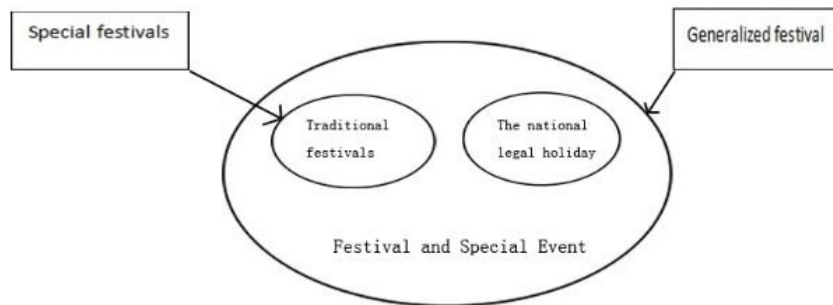 Special festivals
Generalized festival
Traditional
festivals
The national
legal holiday
Festival and Special Event